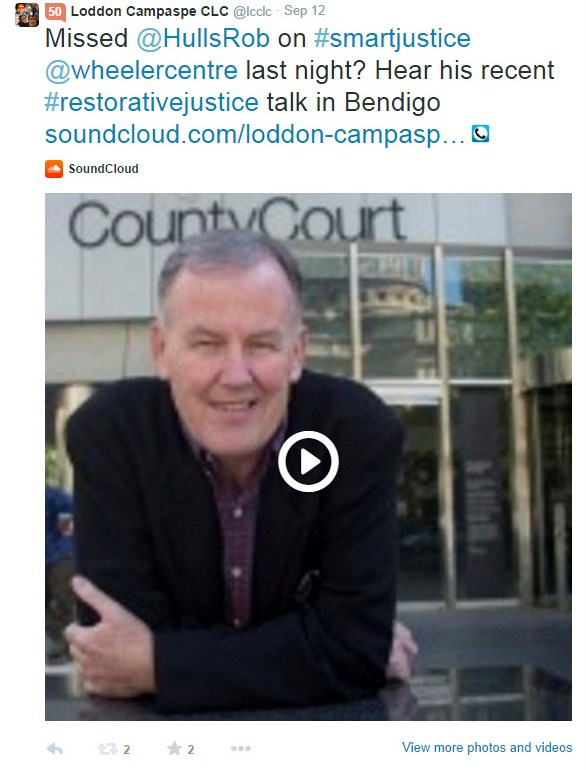 50 Loddon Campaspe CLC @lcclc · Sep 12
Missed @HullsRob on #smartjustice
@wheelercentre last night? Hear his recent
#restorativejustice talk in Bendigo
soundcloud.com/loddon-campasp...
SoundCloud
CountyCourt
2 2
View more photos and videos